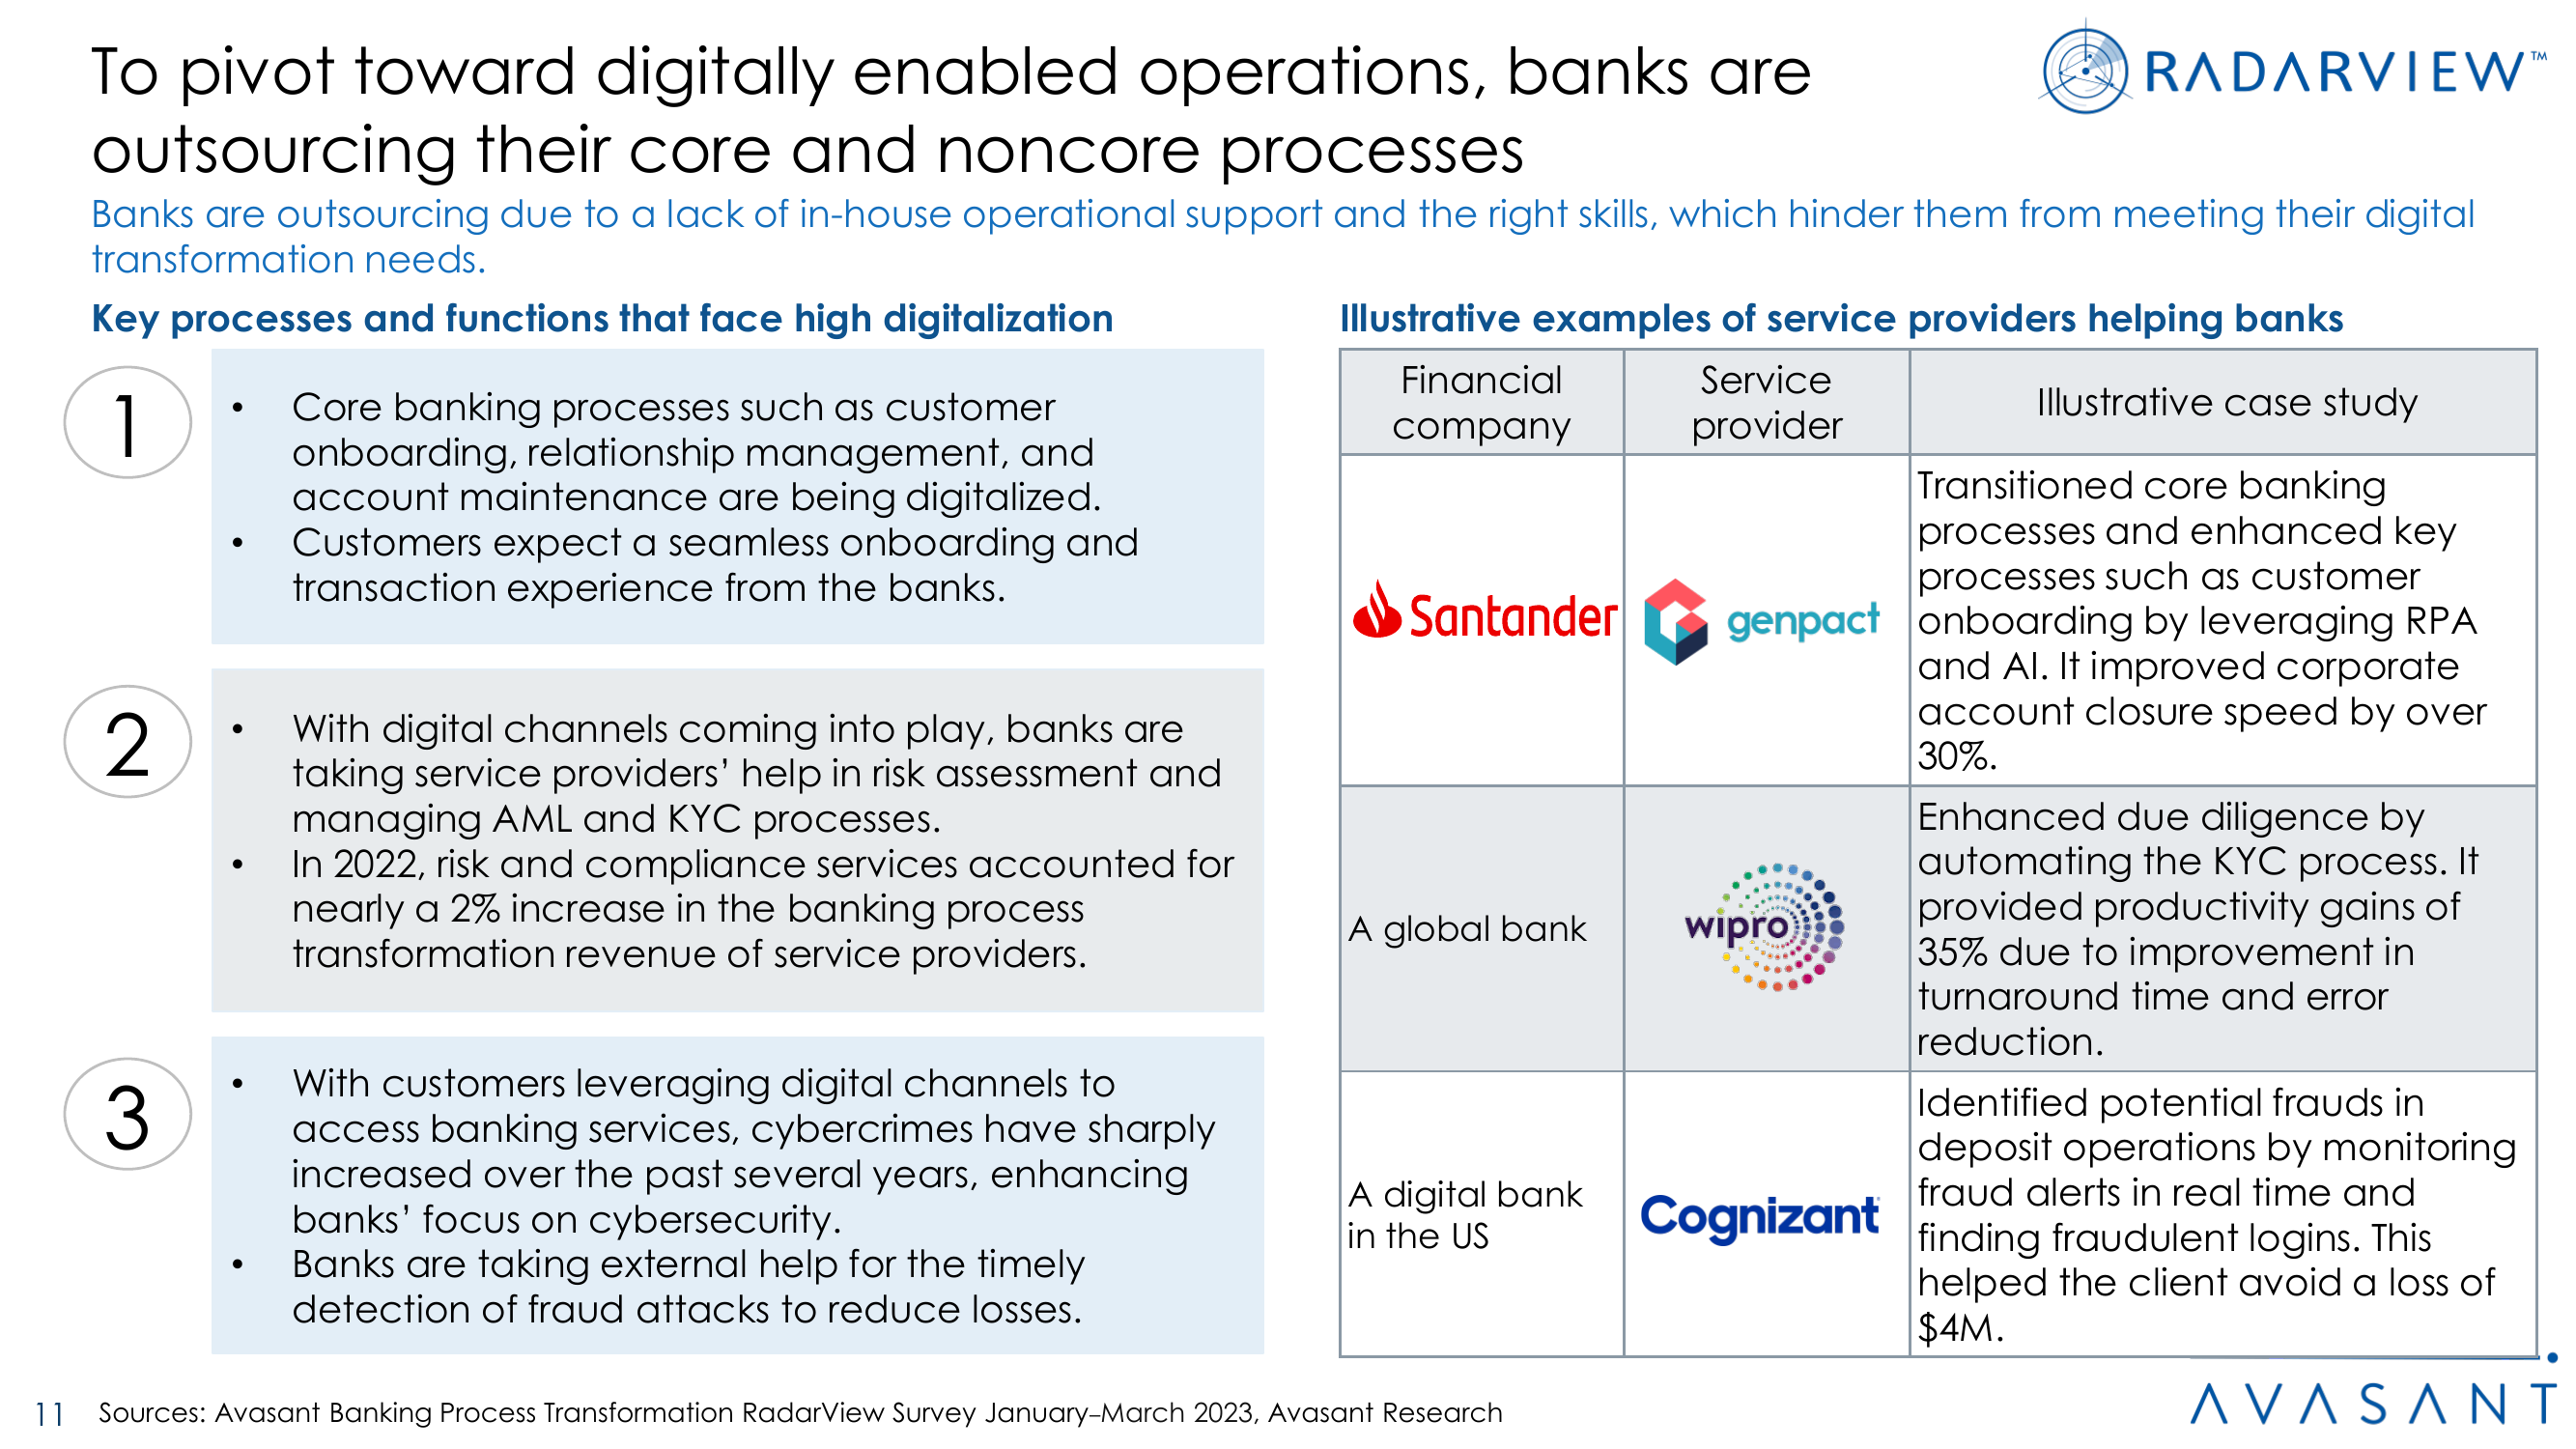 To pivot toward digitally enabled operations, banks are
outsourcing their core and noncore processes
RADARVIEW™
Banks are outsourcing due to a lack of in-house operational support and the right skills, which hinder them from meeting their digital
transformation needs.
Key processes and functions that face high digitalization
1
• Core banking processes such as customer
onboarding, relationship management, and
account maintenance are being digitalized.
• Customers expect a seamless onboarding and
transaction experience from the banks.
2
• With digital channels coming into play, banks are
taking service providers’ help in risk assessment and
managing AML and KYC processes.
• In 2022, risk and compliance services accounted for
nearly a 2% increase in the banking process
transformation revenue of service providers.
3
• With customers leveraging digital channels to
access banking services, cybercrimes have sharply
increased over the past several years, enhancing
banks’ focus on cybersecurity.
• Banks are taking external help for the timely
detection of fraud attacks to reduce losses.
Illustrative examples of service providers helping banks
Financial
company
Service
provider
Illustrative case study
Santander
genpact
Transitioned core banking
processes and enhanced key
processes such as customer
onboarding by leveraging RPA
and AI. It improved corporate
account closure speed by over
30%.
A global bank
wipro
Enhanced due diligence by
automating the KYC process. It
provided productivity gains of
35% due to improvement in
turnaround time and error
reduction.
A digital bank
in the US
Cognizant
Identified potential frauds in
deposit operations by monitoring
fraud alerts in real time and
finding fraudulent logins. This
helped the client avoid a loss of
$4M.
11
Sources: Avasant Banking Process Transformation RadarView Survey January–March 2023, Avasant Research
AVASANT